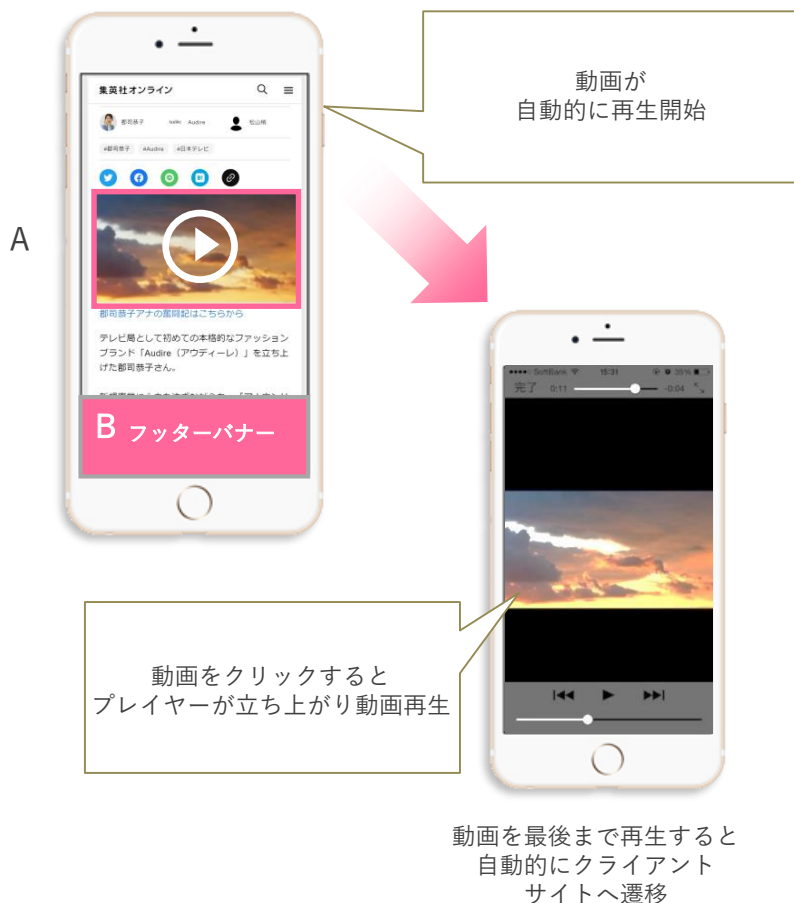 動画が
自動的に再生開始
A
集英社オンライン
郡司恭子 Audire Audire 松山梢
#郡司恭子 #Audire #日本テレビ
B!
郡司恭子アナの奮闘記はこちらから
テレビ局として初めての本格的なファッション
ブランド「Audire（アウディーレ）」を立ち上
げた郡司恭子さん。
B フッターバナー
SoftBank 15:31 35%
完了 0:11 -0:04
動画をクリックすると
プレイヤーが立ち上がり動画再生
動画を最後まで再生すると
自動的にクライアント
サイトへ遷移